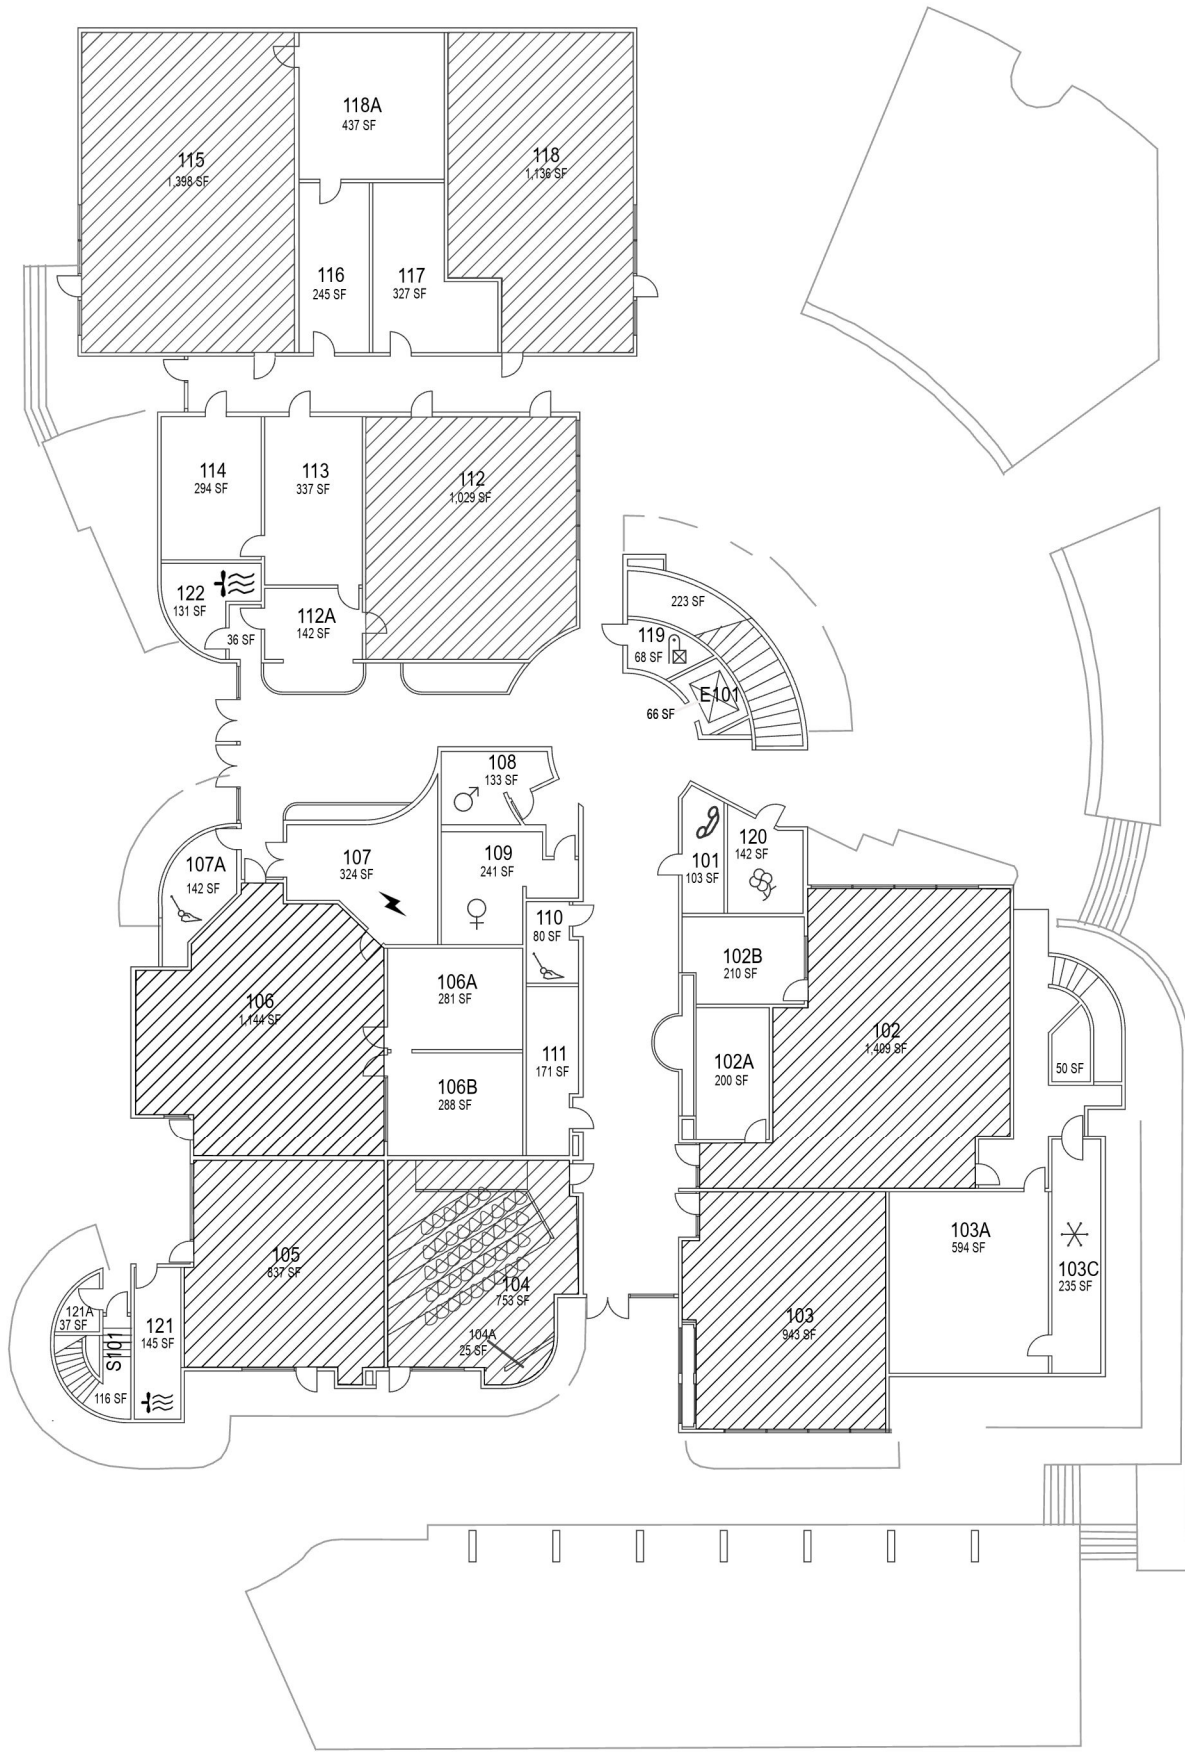 118A
437 SF
115
1,398 SF
118
1,136 SF
116
245 SF
117
327 SF
114
294 SF
113
337 SF
112
1,029 SF
122
131 SF
36 SF
112A
142 SF
223 SF
119
68 SF
E101
66 SF
108
133 SF
107
324 SF
107A
142 SF
109
241 SF
101
103 SF
120
142 SF
110
80 SF
102B
210 SF
106A
281 SF
106
1,144 SF
102
1,409 SF
111
171 SF
102A
200 SF
50 SF
106B
288 SF
103A
594 SF
105
837 SF
104
753 SF
103C
235 SF
121A
37 SF
121
145 SF
S101
116 SF
104A
25 SF
103
943 SF